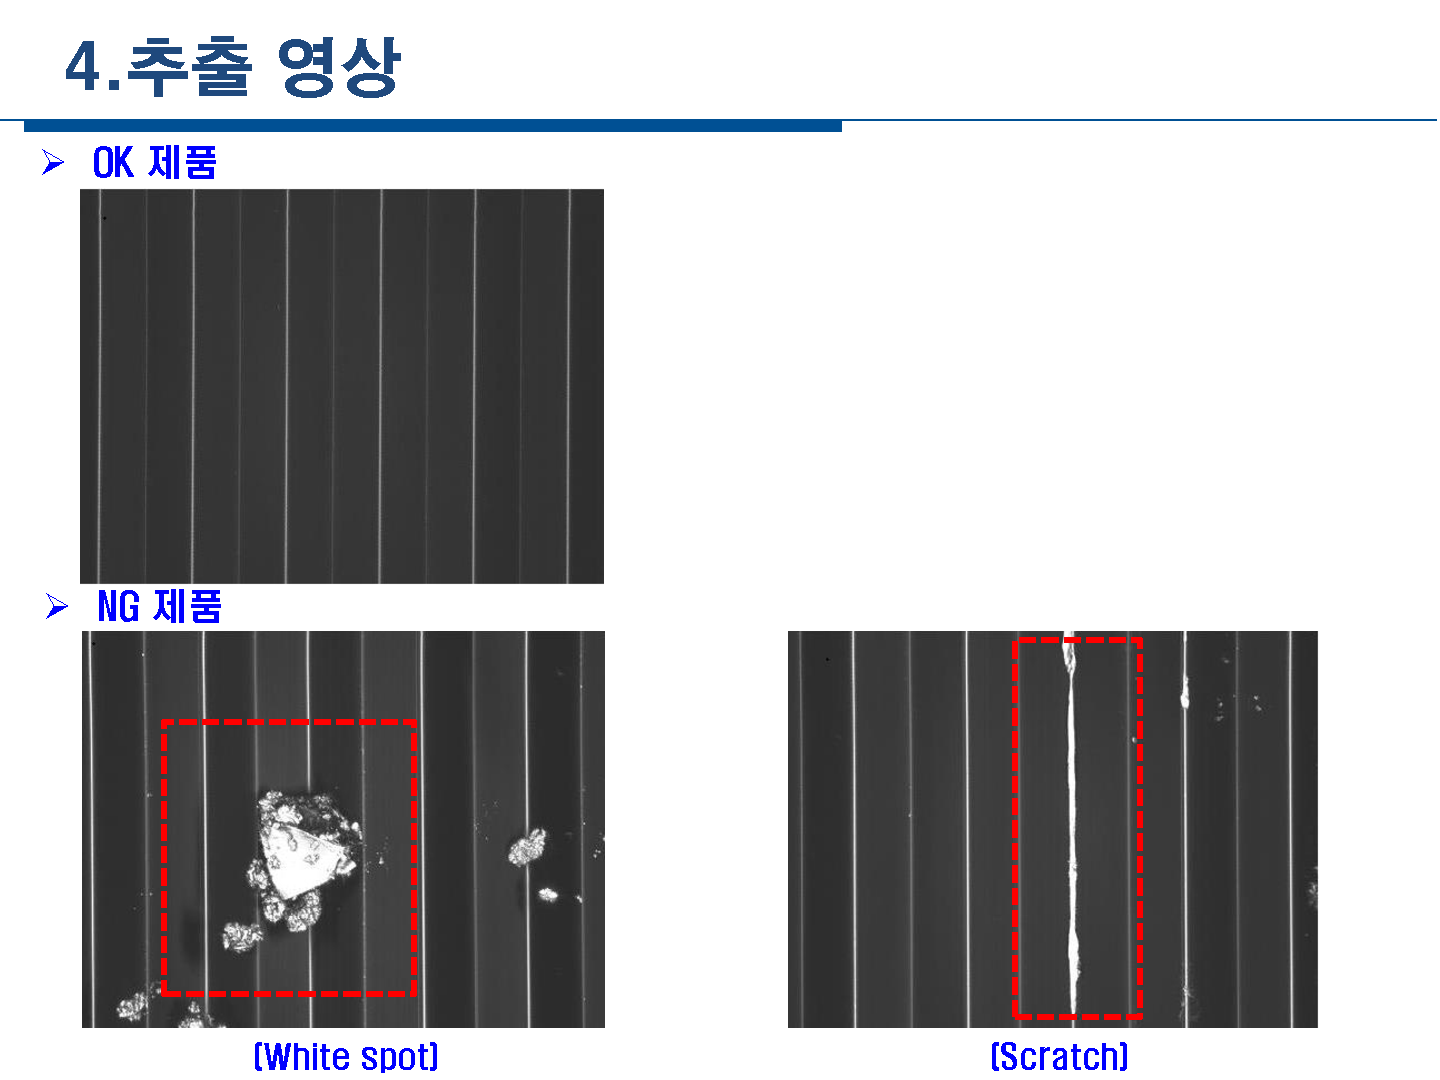 4.추출 영상
➢ OK 제품
➢ NG 제품
(White spot)
(Scratch)